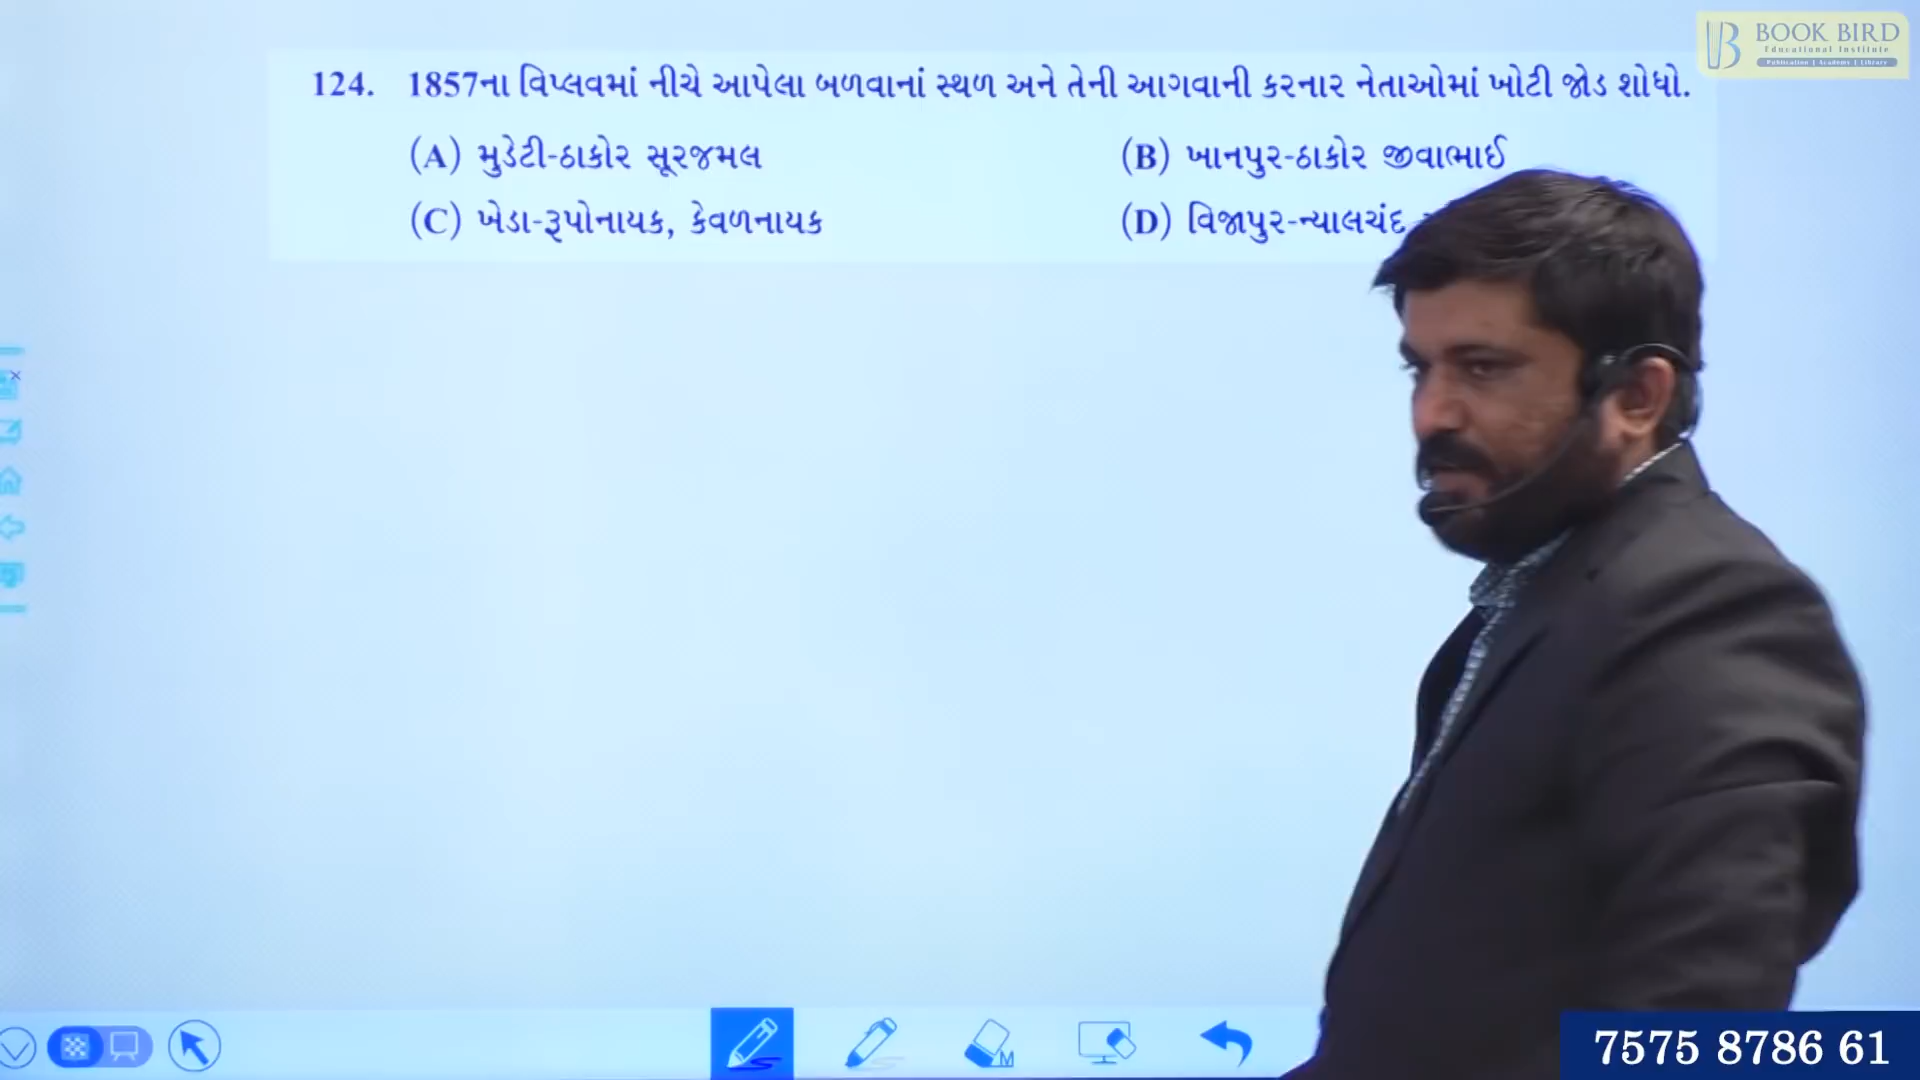 BOOK BIRD
Educational Institute
Publication | Academy | Library
124. 1857ના વિપ્લવમાં નીચે આપેલા બળવાનાં સ્થળ અને તેની આગવાની કરનાર નેતાઓમાં ખોટી જોડ શોધો.
(A) મુડેટી-ઠાકોર સૂરજમલ (B) ખાનપુર-ઠાકોર જીવાભાઈ
(C) ખેડા-રૂપોનાયક, કેવળનાયક (D) વિજાપુર-ન્યાલચંદ
M
7575 8786 61